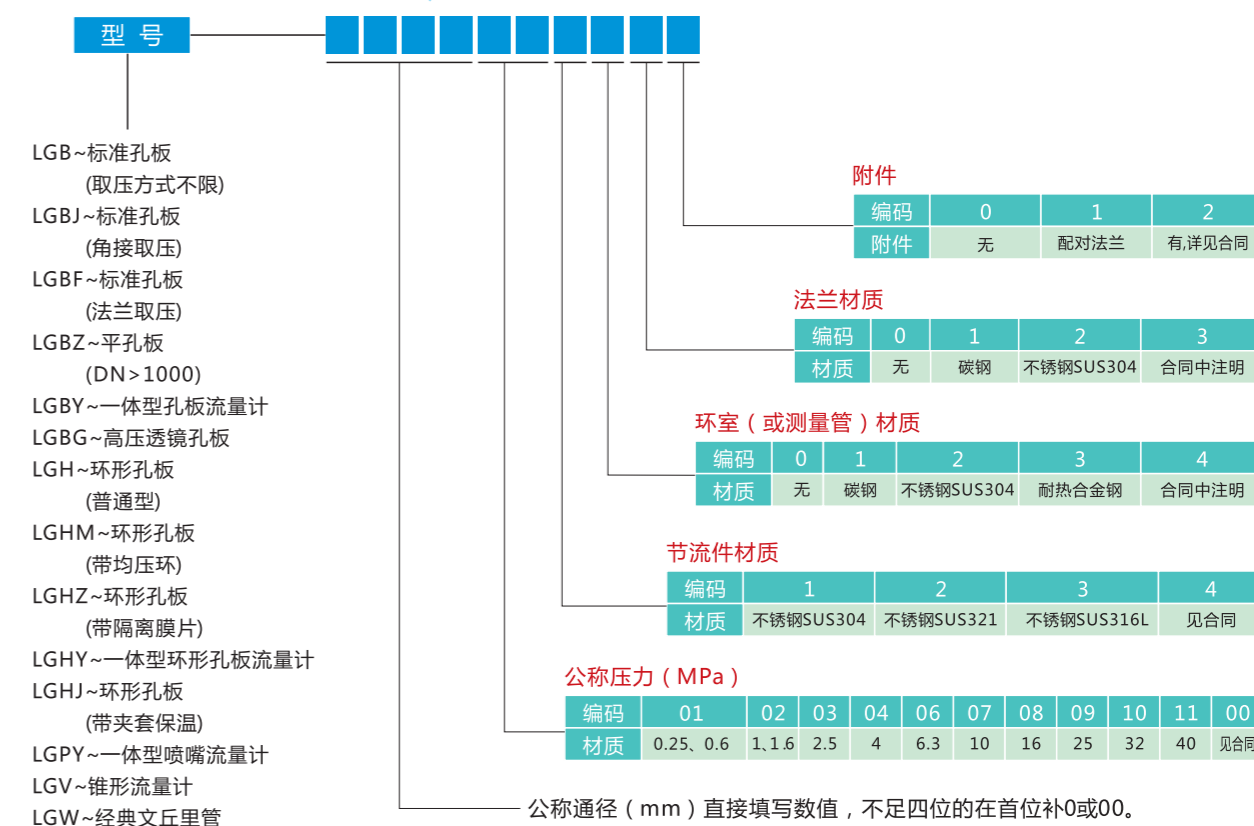 型 号
LGB~标准孔板
(取压方式不限)
LGBJ~标准孔板
(角接取压)
LGBF~标准孔板
(法兰取压)
LGBZ~平孔板
(DN>1000)
LGBY~一体型孔板流量计
LGBG~高压透镜孔板
LGH~环形孔板
(普通型)
LGHM~环形孔板
(带均压环)
LGHZ~环形孔板
(带隔离膜片)
LGHY~一体型环形孔板流量计
LGHJ~环形孔板
(带夹套保温)
LGPY~一体型喷嘴流量计
LGV~锥形流量计
LGW~经典文丘里管
附件
编码 0 1 2
附件 无 配对法兰 有,详见合同
法兰材质
编码 0 1 2 3
材质 无 碳钢 不锈钢SUS304 合同中注明
环室（或测量管）材质
编码 0 1 2 3 4
材质 无 碳钢 不锈钢SUS304 耐热合金钢 合同中注明
节流件材质
编码 1 2 3 4
材质 不锈钢SUS304 不锈钢SUS321 不锈钢SUS316L 见合同
公称压力（MPa）
编码 01 02 03 04 06 07 08 09 10 11 00
材质 0.25、0.6 1、1.6 2.5 4 6.3 10 16 25 32 40 见合同
公称通径（mm）直接填写数值，不足四位的在首位补0或00。